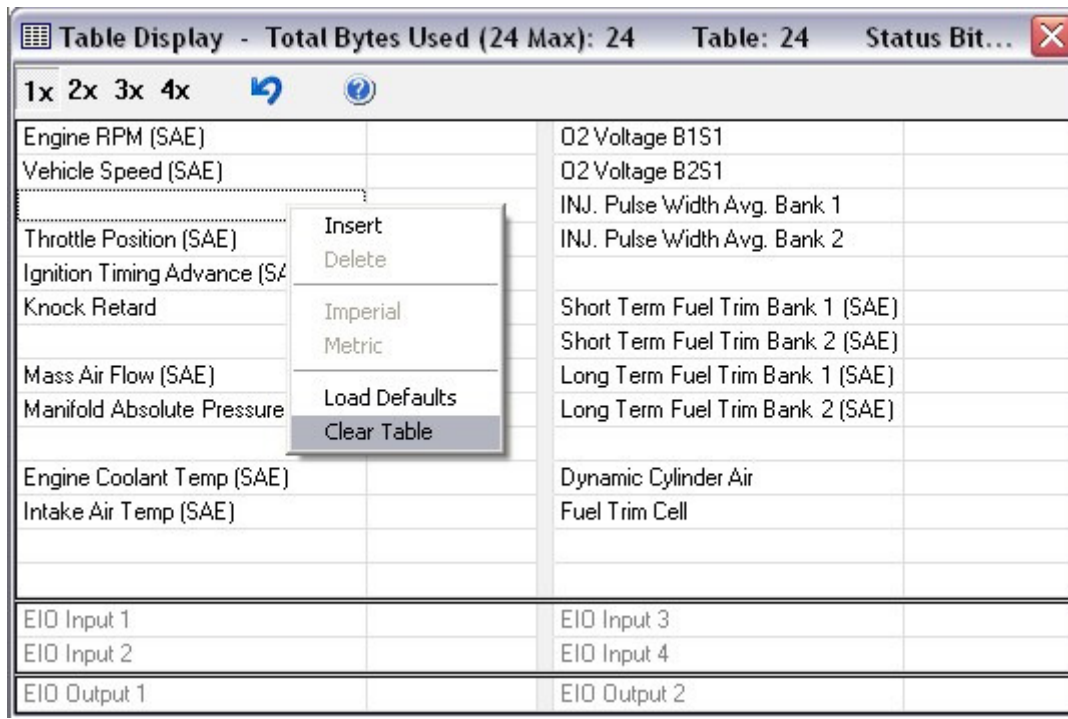 Table Display - Total Bytes Used (24 Max): 24 Table: 24 Status Bit...
1x 2x 3x 4x
Engine RPM (SAE)
Vehicle Speed (SAE)
Throttle Position (SAE)
Ignition Timing Advance (SA
Knock Retard
Mass Air Flow (SAE)
Manifold Absolute Pressure
Engine Coolant Temp (SAE)
Intake Air Temp (SAE)
Insert
Delete
Imperial
Metric
Load Defaults
Clear Table
O2 Voltage B1S1
O2 Voltage B2S1
INJ. Pulse Width Avg. Bank 1
INJ. Pulse Width Avg. Bank 2
Short Term Fuel Trim Bank 1 (SAE)
Short Term Fuel Trim Bank 2 (SAE)
Long Term Fuel Trim Bank 1 (SAE)
Long Term Fuel Trim Bank 2 (SAE)
Dynamic Cylinder Air
Fuel Trim Cell
EIO Input 1
EIO Input 2
EIO Input 3
EIO Input 4
EIO Output 1
EIO Output 2